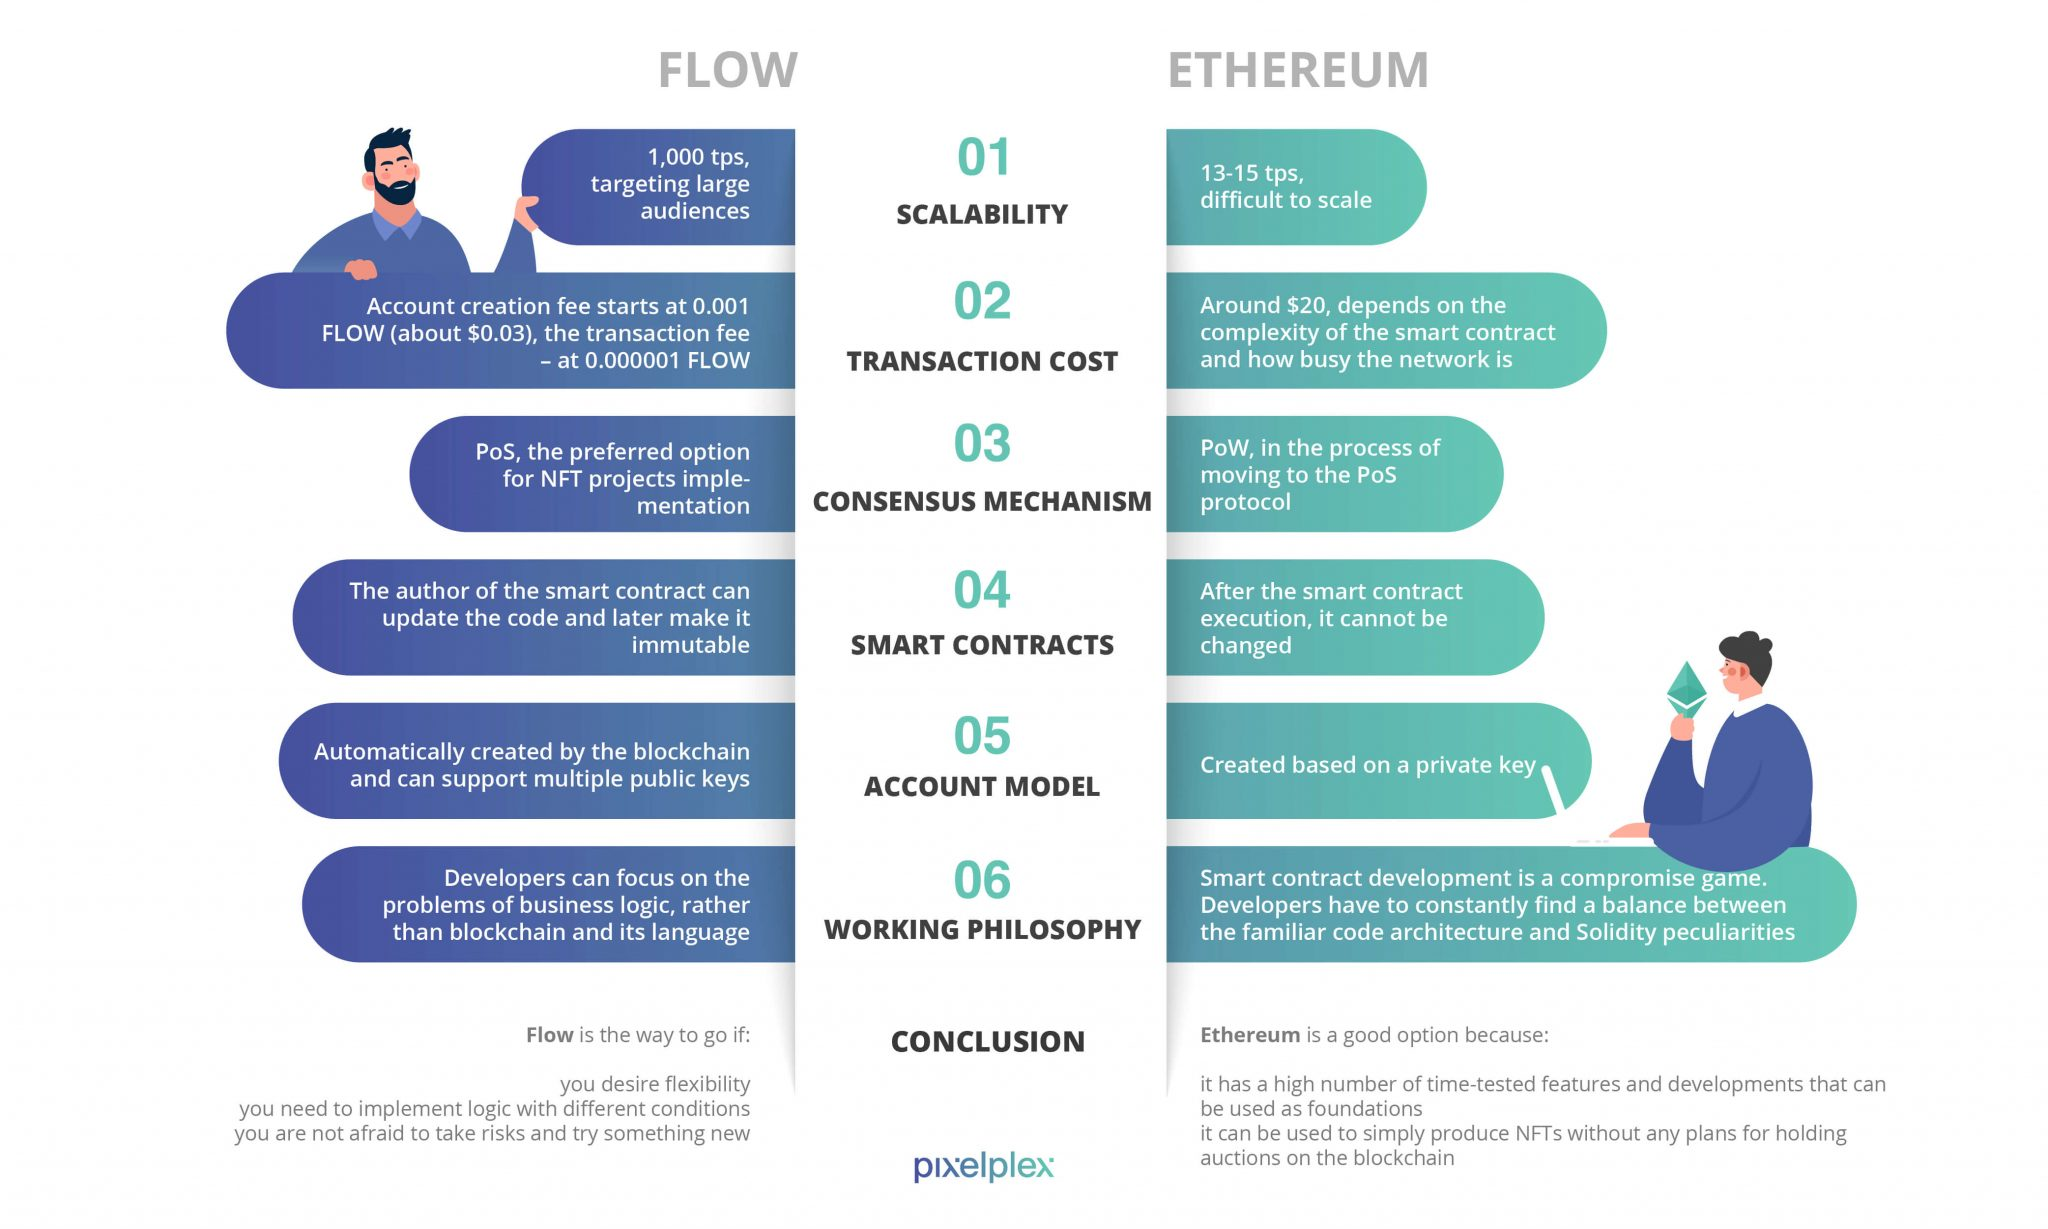 FLOW
ETHEREUM
1,000 tps,
targeting large
audiences
01
SCALABILITY
13-15 tps,
difficult to scale
Account creation fee starts at 0.001
FLOW (about $0.03), the transaction fee
– at 0.000001 FLOW
02
TRANSACTION COST
Around $20, depends on the
complexity of the smart contract
and how busy the network is
PoS, the preferred option
for NFT projects imple-
mentation
03
CONSENSUS MECHANISM
PoW, in the process of
moving to the PoS
protocol
The author of the smart contract can
update the code and later make it
immutable
04
SMART CONTRACTS
After the smart contract
execution, it cannot be
changed
Automatically created by the blockchain
and can support multiple public keys
05
ACCOUNT MODEL
Created based on a private key
Developers can focus on the
problems of business logic, rather
than blockchain and its language
06
WORKING PHILOSOPHY
Smart contract development is a compromise game.
Developers have to constantly find a balance between
the familiar code architecture and Solidity peculiarities
Flow is the way to go if:
you desire flexibility
you need to implement logic with different conditions
you are not afraid to take risks and try something new
CONCLUSION
Ethereum is a good option because:
it has a high number of time-tested features and developments that can
be used as foundations
it can be used to simply produce NFTs without any plans for holding
auctions on the blockchain
pixelplex